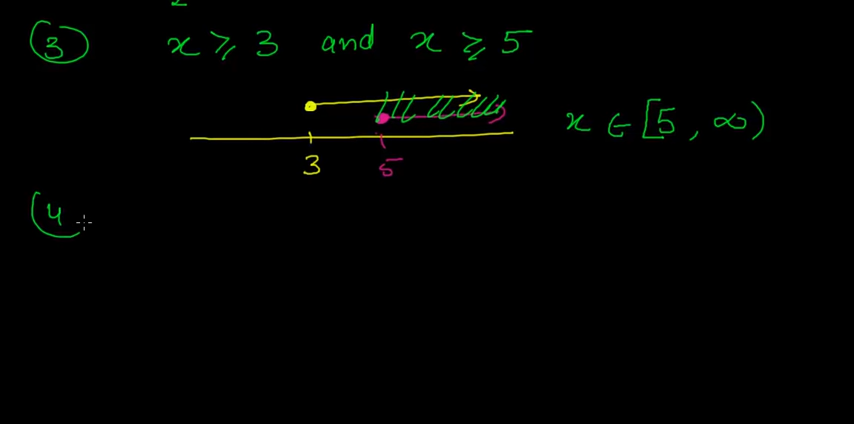 (3) x ≥ 3 and x ≥ 5
3 5
x ∈ [5, ∞)
(4